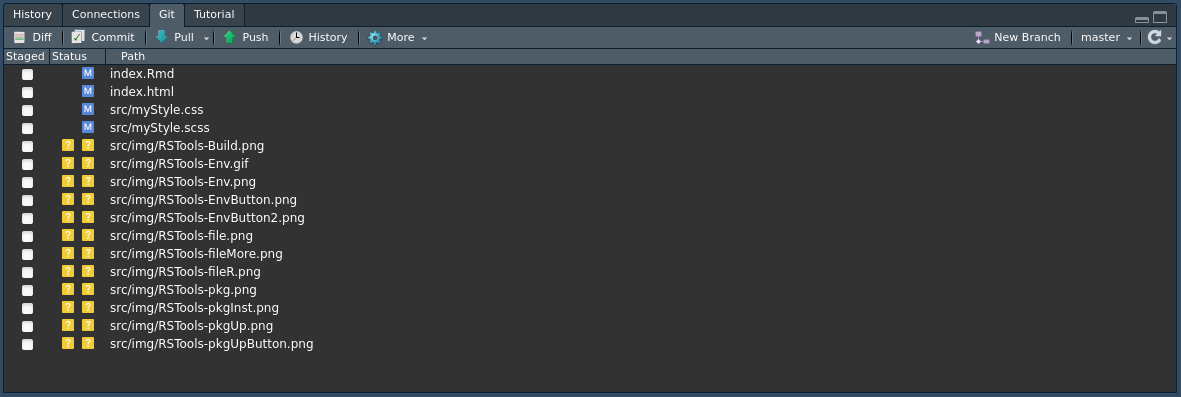 History Connections Git Tutorial
Diff Commit Pull Push History More New Branch master
Staged Status Path
M index.Rmd
M index.html
M src/myStyle.css
M src/myStyle.scss
? ? src/img/RSTools-Build.png
? ? src/img/RSTools-Env.gif
? ? src/img/RSTools-Env.png
? ? src/img/RSTools-EnvButton.png
? ? src/img/RSTools-EnvButton2.png
? ? src/img/RSTools-file.png
? ? src/img/RSTools-fileMore.png
? ? src/img/RSTools-fileR.png
? ? src/img/RSTools-pkg.png
? ? src/img/RSTools-pkgInst.png
? ? src/img/RSTools-pkgUp.png
? ? src/img/RSTools-pkgUpButton.png